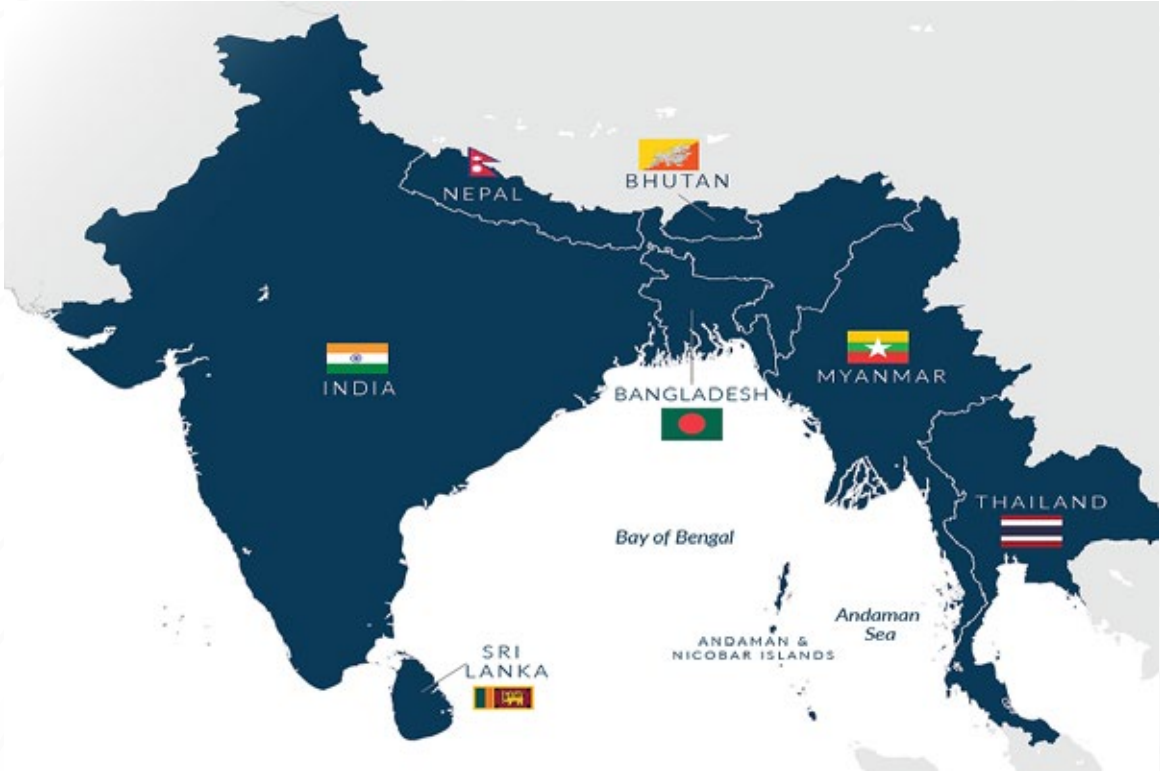 NEPAL
BHUTAN
INDIA
BANGLADESH
MYANMAR
THAILAND
Bay of Bengal
Andaman
Sea
ANDAMAN &
NICOBAR ISLANDS
SRI
LANKA